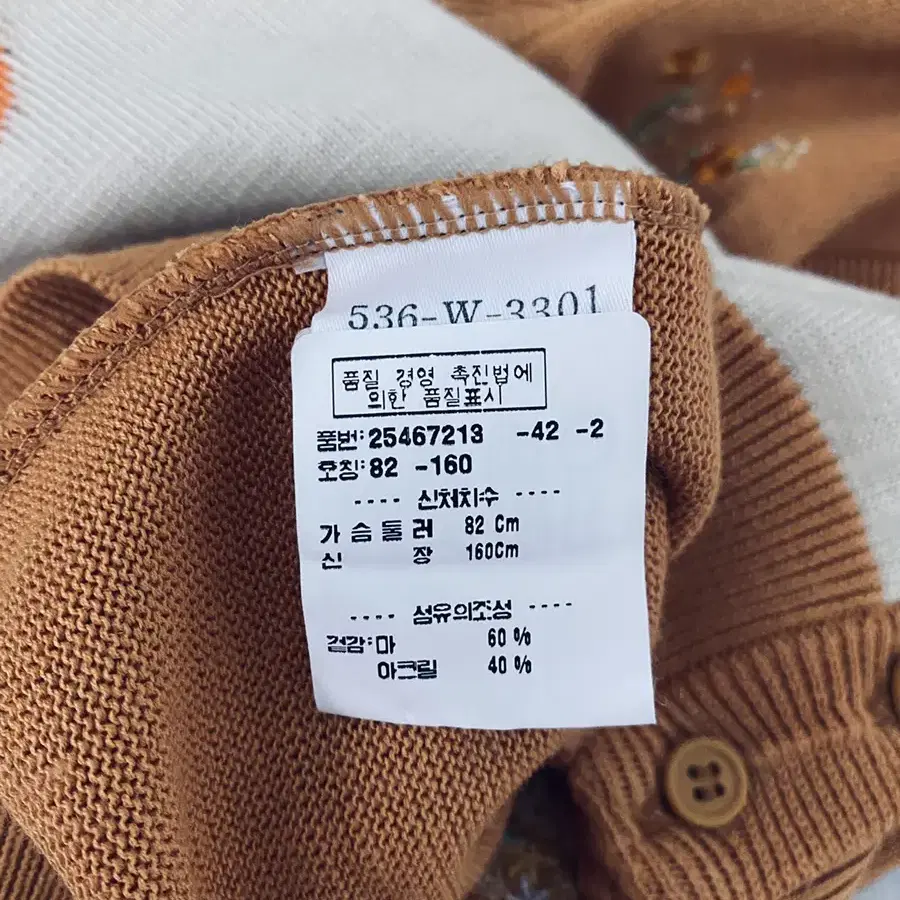 536-W-3301
품질 경영 촉진법에
의한 품질표시
품번:25467213 -42 -2
호칭:82 -160
---- 신체치수 ----
가슴둘레 82 Cm
신장 160Cm
---- 섬유의조성 ----
겉감:마 60 %
아크릴 40 %